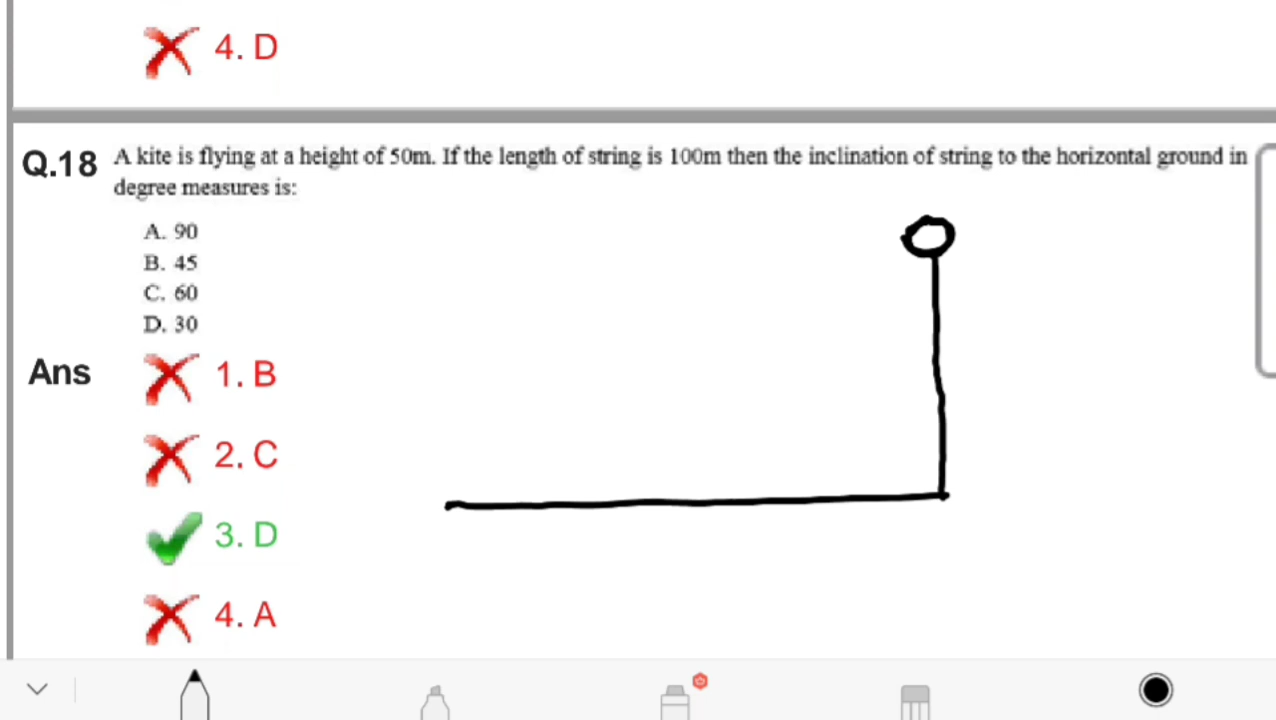 4. D
Q.18 A kite is flying at a height of 50m. If the length of string is 100m then the inclination of string to the horizontal ground in
degree measures is:
A. 90
B. 45
C. 60
D. 30
Ans 1. B
2. C
3. D
4. A